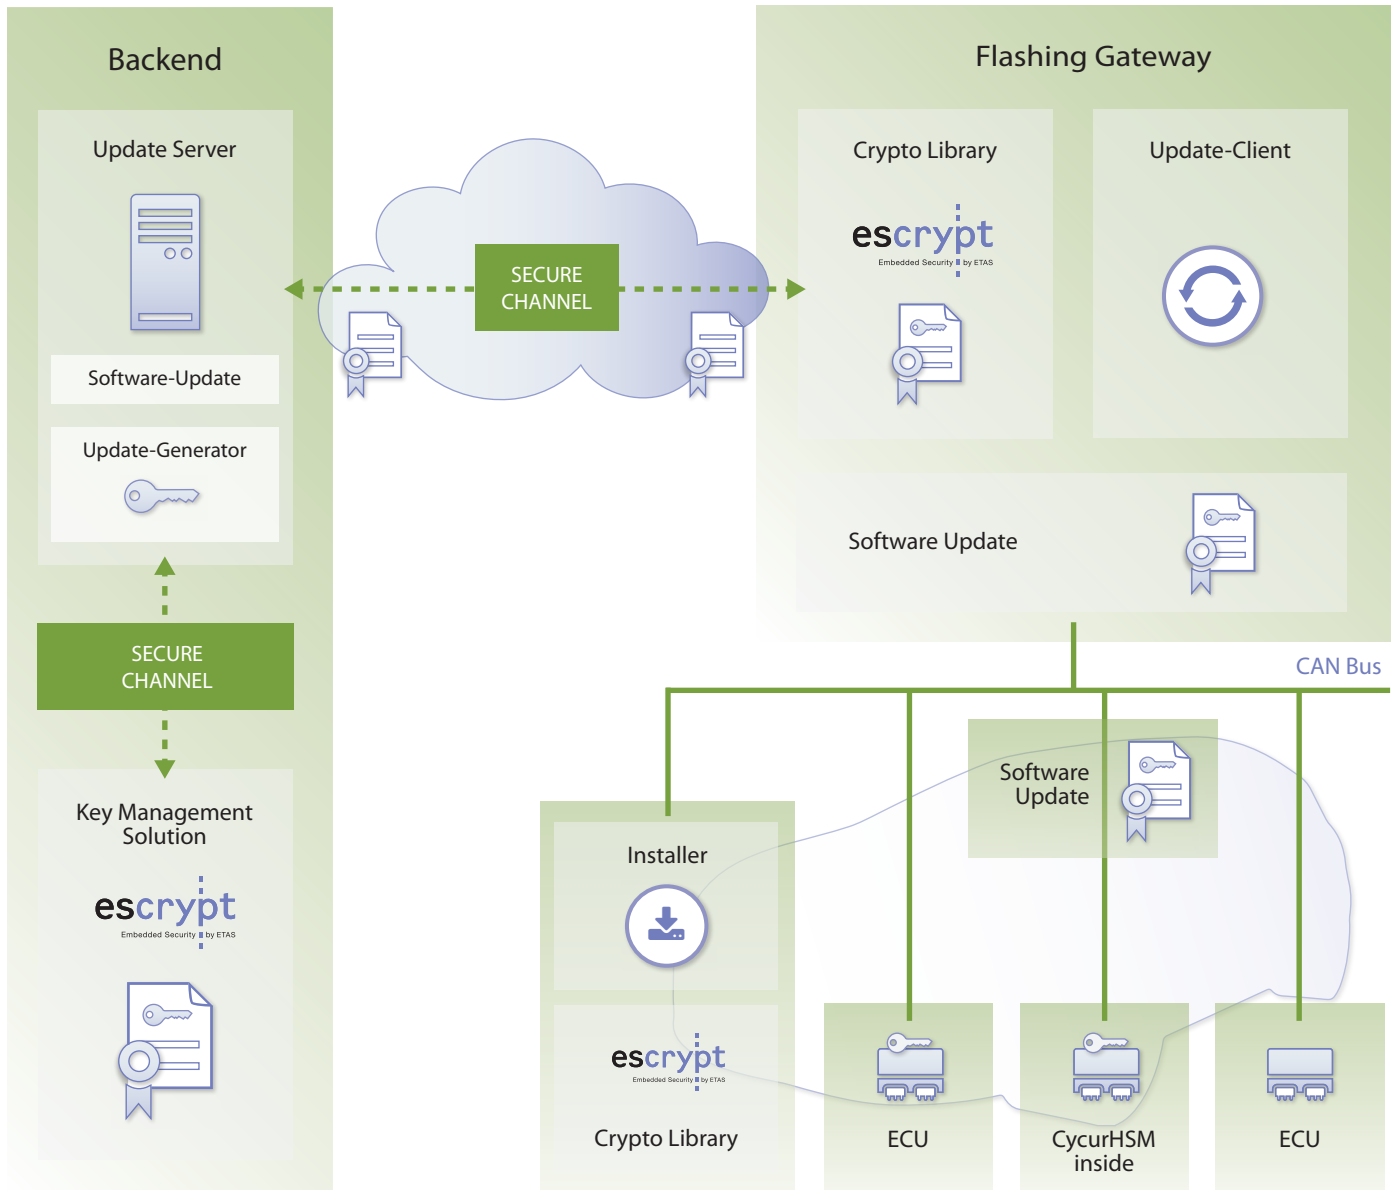 Backend
Update Server
Software-Update
Update-Generator
SECURE
CHANNEL
Key Management
Solution
escrypt
Embedded Security by ETAS
SECURE
CHANNEL
Flashing Gateway
Crypto Library
escrypt
Embedded Security by ETAS
Update-Client
Software Update
CAN Bus
Software
Update
Installer
escrypt
Embedded Security by ETAS
Crypto Library
ECU
CycurHSM
inside
ECU